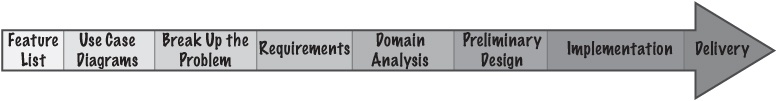 Feature
List
Use Case
Diagrams
Break Up the
Problem
Requirements
Domain
Analysis
Preliminary
Design
Implementation
Delivery